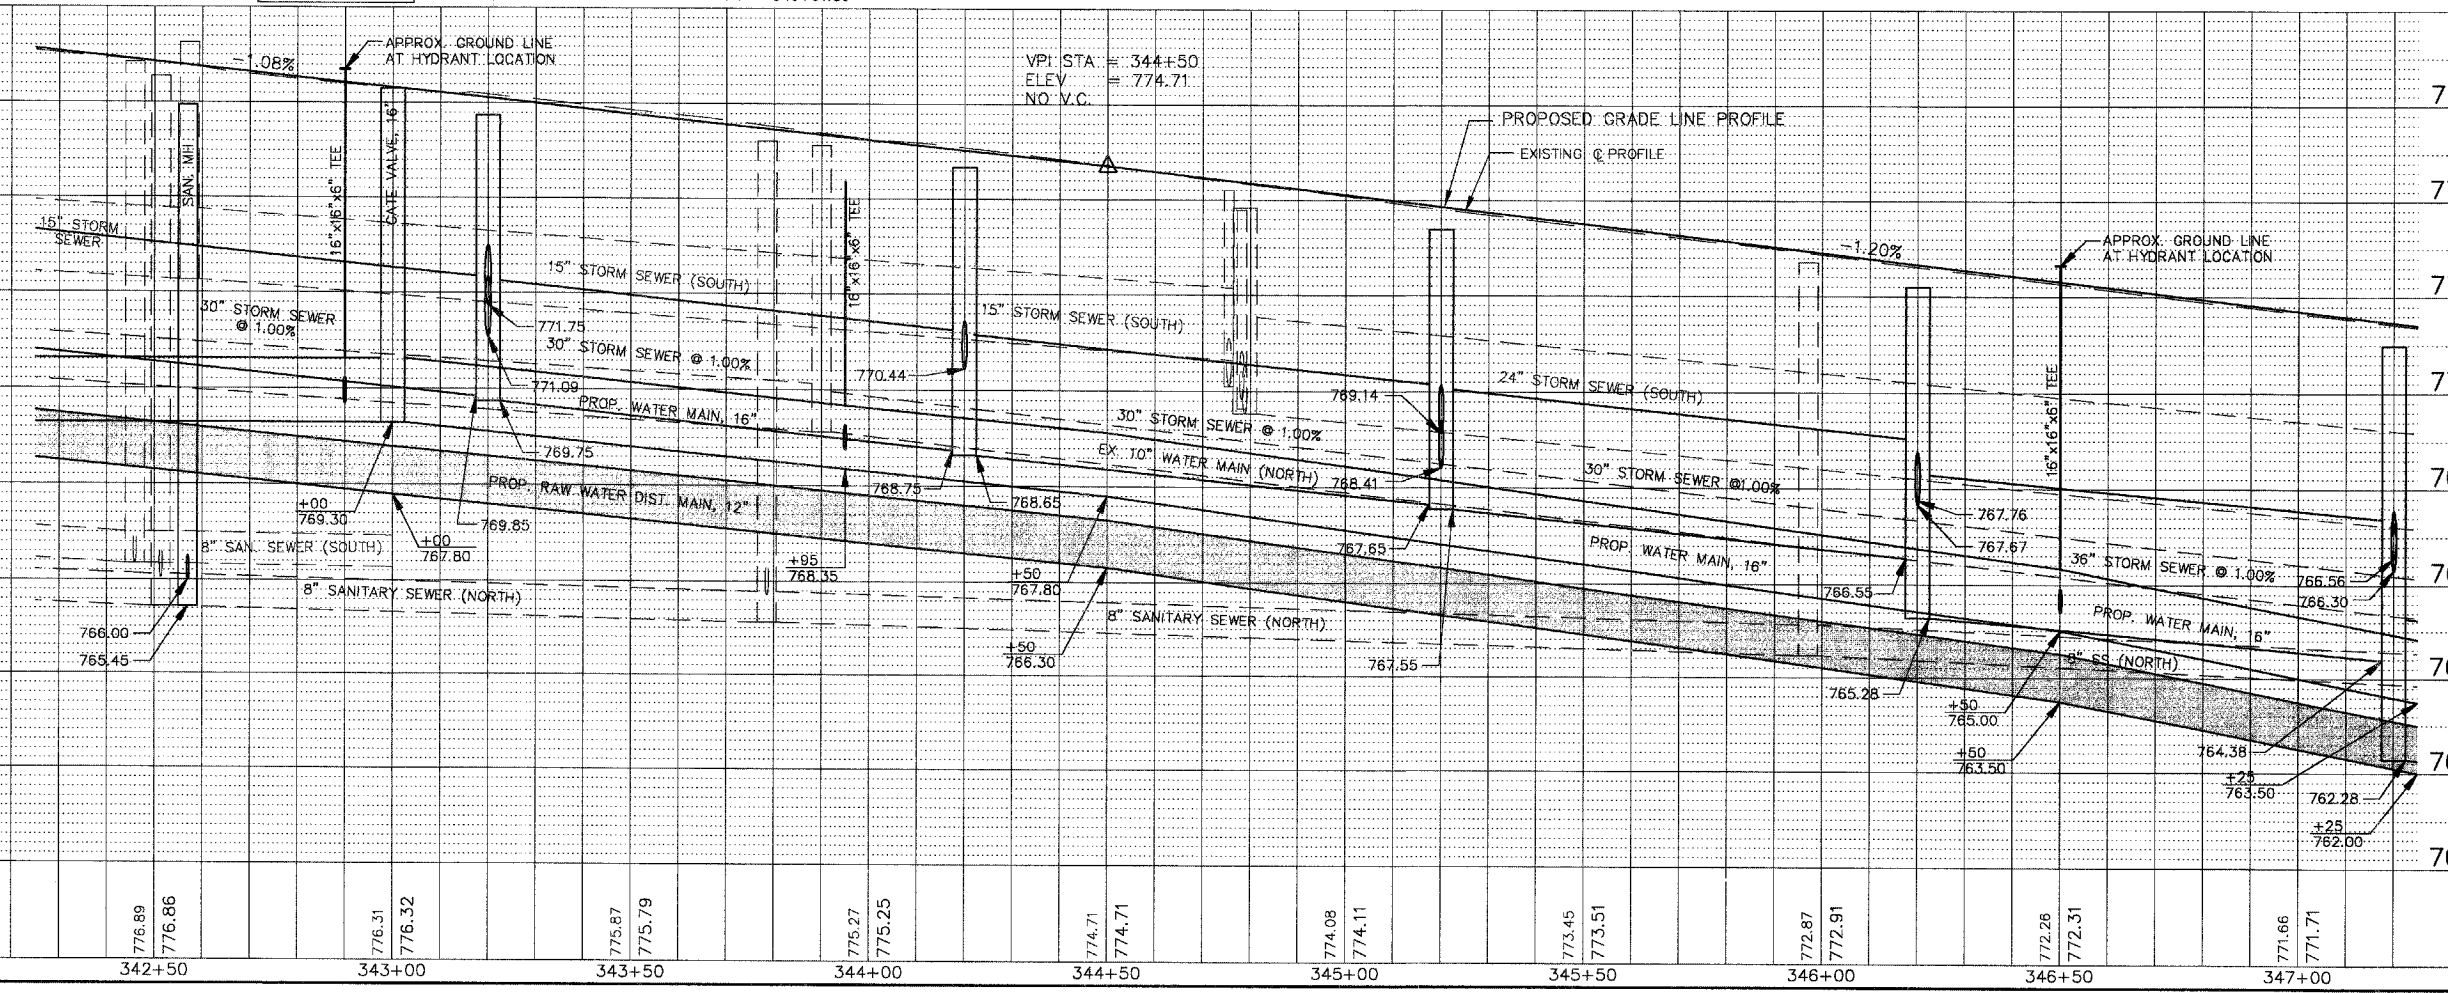 APPROX. GROUND LINE
AT HYDRANT LOCATION
-1.08%
VPI STA = 344+50
ELEV = 774.71
NO V.C.
PROPOSED GRADE LINE PROFILE
EXISTING ℄ PROFILE
SAN. MH
16"x16"x6" TEE
GATE VALVE, 16"
16"x16"x6" TEE
-1.20%
APPROX. GROUND LINE
AT HYDRANT LOCATION
15" STORM
SEWER
15" STORM SEWER (SOUTH)
30" STORM SEWER
@ 1.00%
771.75
15" STORM SEWER (SOUTH)
30" STORM SEWER @ 1.00%
771.09
770.44
769.14
24" STORM SEWER (SOUTH)
16"x16"x6" TEE
PROP. WATER MAIN, 16"
30" STORM SEWER @ 1.00%
769.75
EX. 10" WATER MAIN (NORTH)
768.41
30" STORM SEWER @1.00%
PROP. RAW WATER DIST. MAIN, 12"
768.75
768.65
+00
769.30
769.85
767.76
8" SAN. SEWER (SOUTH)
+00
767.80
767.65
767.67
PROP. WATER MAIN, 16"
+95
768.35
+50
767.80
36" STORM SEWER @ 1.00%
766.56
766.55
766.30
8" SANITARY SEWER (NORTH)
8" SANITARY SEWER (NORTH)
PROP. WATER MAIN, 16"
766.00
765.45
+50
766.30
767.55
8" SS (NORTH)
765.28
+50
765.00
+50
763.50
764.38
+25
763.50
762.28
+25
762.00
776.89
776.86
776.31
776.32
775.87
775.79
775.27
775.25
774.71
774.71
774.08
774.11
773.45
773.51
772.87
772.91
772.26
772.31
771.66
771.71
342+50
343+00
343+50
344+00
344+50
345+00
345+50
346+00
346+50
347+00